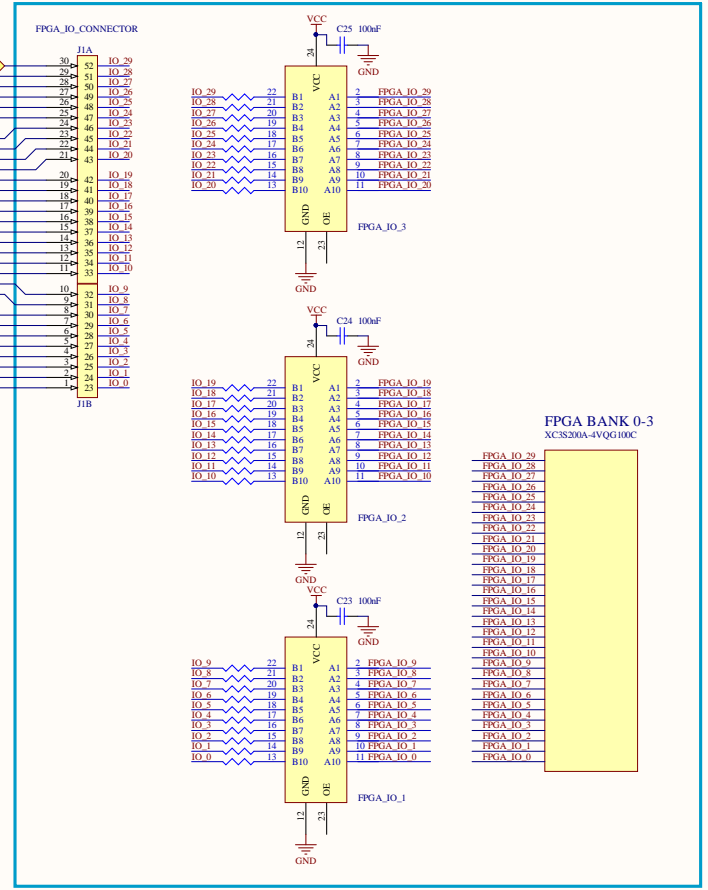 FPGA_IO_CONNECTOR
J1A
30 52 IO_29
29 51 IO_28
28 50 IO_27
27 49 IO_26
26 48 IO_25
25 47 IO_24
24 46 IO_23
23 45 IO_22
22 44 IO_21
21 43 IO_20
20 42 IO_19
19 41 IO_18
18 40 IO_17
17 39 IO_16
16 38 IO_15
15 37 IO_14
14 36 IO_13
13 35 IO_12
12 34 IO_11
11 33 IO_10
10 32 IO_9
9 31 IO_8
8 30 IO_7
7 29 IO_6
6 28 IO_5
5 27 IO_4
4 26 IO_3
3 25 IO_2
2 24 IO_1
1 23 IO_0
J1B
VCC
C25 100nF
24
GND
VCC
IO_29 22 B1 A1 2 FPGA_IO_29
IO_28 21 B2 A2 3 FPGA_IO_28
IO_27 20 B3 A3 4 FPGA_IO_27
IO_26 19 B4 A4 5 FPGA_IO_26
IO_25 18 B5 A5 6 FPGA_IO_25
IO_24 17 B6 A6 7 FPGA_IO_24
IO_23 16 B7 A7 8 FPGA_IO_23
IO_22 15 B8 A8 9 FPGA_IO_22
IO_21 14 B9 A9 10 FPGA_IO_21
IO_20 13 B10 A10 11 FPGA_IO_20
GND OE
FPGA_IO_3
12 23
GND
VCC
C24 100nF
24
GND
VCC
IO_19 22 B1 A1 2 FPGA_IO_19
IO_18 21 B2 A2 3 FPGA_IO_18
IO_17 20 B3 A3 4 FPGA_IO_17
IO_16 19 B4 A4 5 FPGA_IO_16
IO_15 18 B5 A5 6 FPGA_IO_15
IO_14 17 B6 A6 7 FPGA_IO_14
IO_13 16 B7 A7 8 FPGA_IO_13
IO_12 15 B8 A8 9 FPGA_IO_12
IO_11 14 B9 A9 10 FPGA_IO_11
IO_10 13 B10 A10 11 FPGA_IO_10
GND OE
FPGA_IO_2
12 23
GND
VCC
C23 100nF
24
GND
VCC
IO_9 22 B1 A1 2 FPGA_IO_9
IO_8 21 B2 A2 3 FPGA_IO_8
IO_7 20 B3 A3 4 FPGA_IO_7
IO_6 19 B4 A4 5 FPGA_IO_6
IO_5 18 B5 A5 6 FPGA_IO_5
IO_4 17 B6 A6 7 FPGA_IO_4
IO_3 16 B7 A7 8 FPGA_IO_3
IO_2 15 B8 A8 9 FPGA_IO_2
IO_1 14 B9 A9 10 FPGA_IO_1
IO_0 13 B10 A10 11 FPGA_IO_0
GND OE
FPGA_IO_1
12 23
GND
FPGA BANK 0-3
XC3S200A-4VQG100C
FPGA_IO_29
FPGA_IO_28
FPGA_IO_27
FPGA_IO_26
FPGA_IO_25
FPGA_IO_24
FPGA_IO_23
FPGA_IO_22
FPGA_IO_21
FPGA_IO_20
FPGA_IO_19
FPGA_IO_18
FPGA_IO_17
FPGA_IO_16
FPGA_IO_15
FPGA_IO_14
FPGA_IO_13
FPGA_IO_12
FPGA_IO_11
FPGA_IO_10
FPGA_IO_9
FPGA_IO_8
FPGA_IO_7
FPGA_IO_6
FPGA_IO_5
FPGA_IO_4
FPGA_IO_3
FPGA_IO_2
FPGA_IO_1
FPGA_IO_0